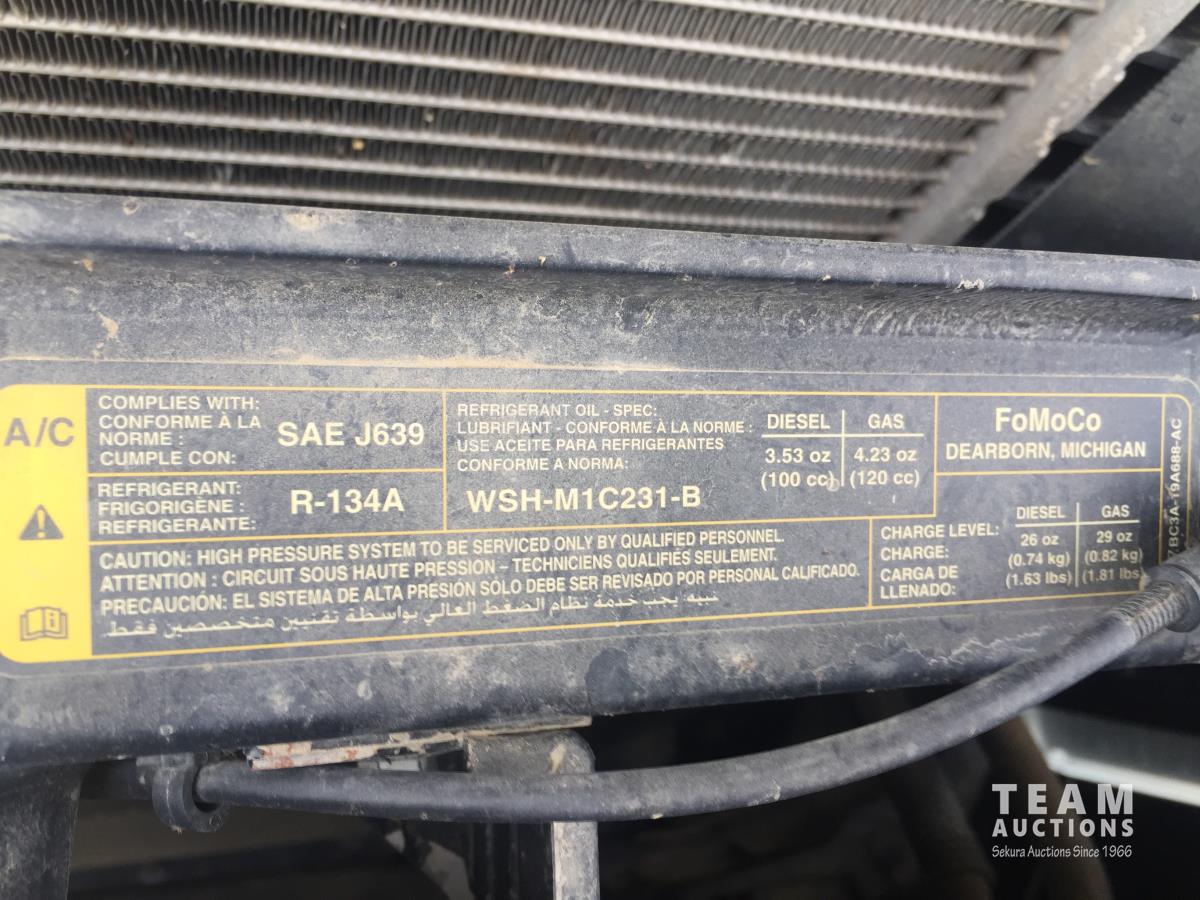 A/C
COMPLIES WITH:
CONFORME À LA
NORME :
CUMPLE CON:
SAE J639
REFRIGERANT:
FRIGORIGÈNE :
REFRIGERANTE:
R-134A
REFRIGERANT OIL - SPEC:
LUBRIFIANT - CONFORME À LA NORME :
USE ACEITE PARA REFRIGERANTES
CONFORME A NORMA:
WSH-M1C231-B
DIESEL GAS
3.53 oz 4.23 oz
(100 cc) (120 cc)
FoMoCo
DEARBORN, MICHIGAN
CAUTION: HIGH PRESSURE SYSTEM TO BE SERVICED ONLY BY QUALIFIED PERSONNEL.
ATTENTION : CIRCUIT SOUS HAUTE PRESSION – TECHNICIENS QUALIFIÉS SEULEMENT.
PRECAUCIÓN: EL SISTEMA DE ALTA PRESIÓN SÓLO DEBE SER REVISADO POR PERSONAL CALIFICADO.
يجب خدمة نظام الضغط العالي بواسطة تقنيين متخصصين فقط.
CHARGE LEVEL:
CHARGE:
CARGA DE
LLENADO:
DIESEL GAS
26 oz 29 oz
(0.74 kg) (0.82 kg)
(1.63 lbs) (1.81 lbs)
BC3A-19A688-AC
TEAM
AUCTIONS
Sekura Auctions Since 1966